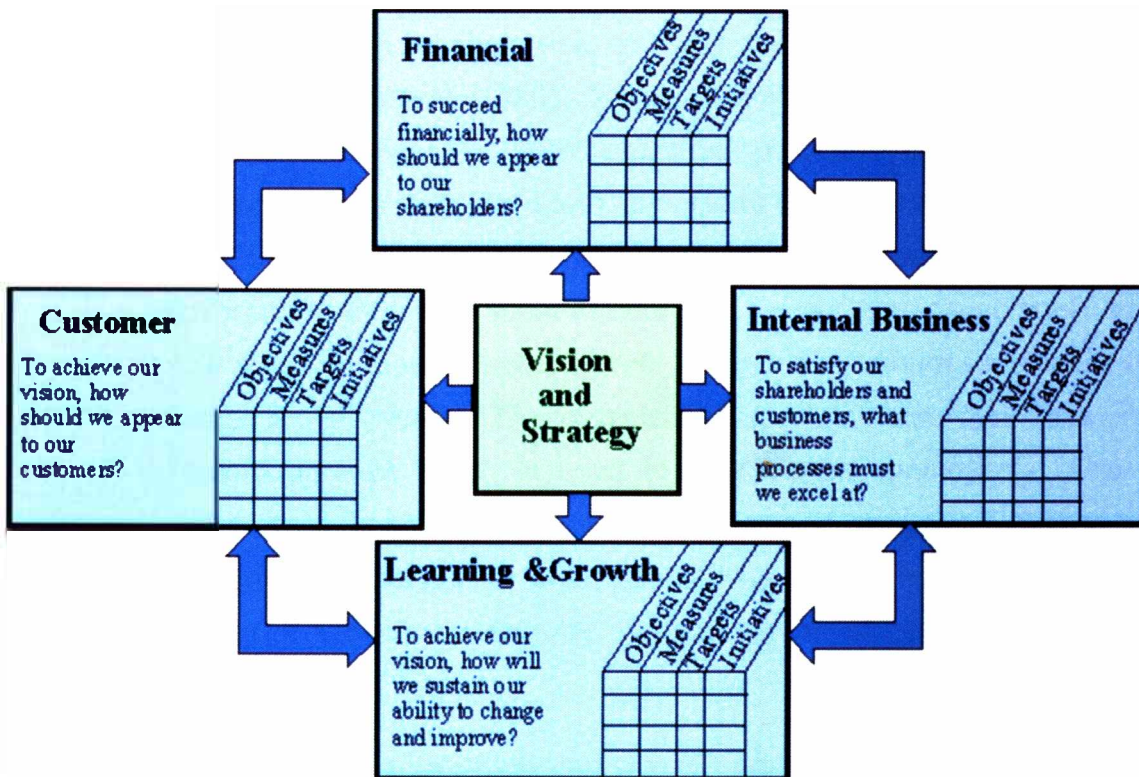 Financial
To succeed
financially, how
should we appear
to our
shareholders?
Objectives
Measures
Targets
Initiatives
Customer
To achieve our
vision, how
should we appear
to our
customers?
Objectives
Measures
Targets
Initiatives
Vision
and
Strategy
Internal Business
To satisfy our
shareholders and
customers, what
business
processes must
we excel at?
Objectives
Measures
Targets
Initiatives
Learning &Growth
To achieve our
vision, how will
we sustain our
ability to change
and improve?
Objectives
Measures
Targets
Initiatives